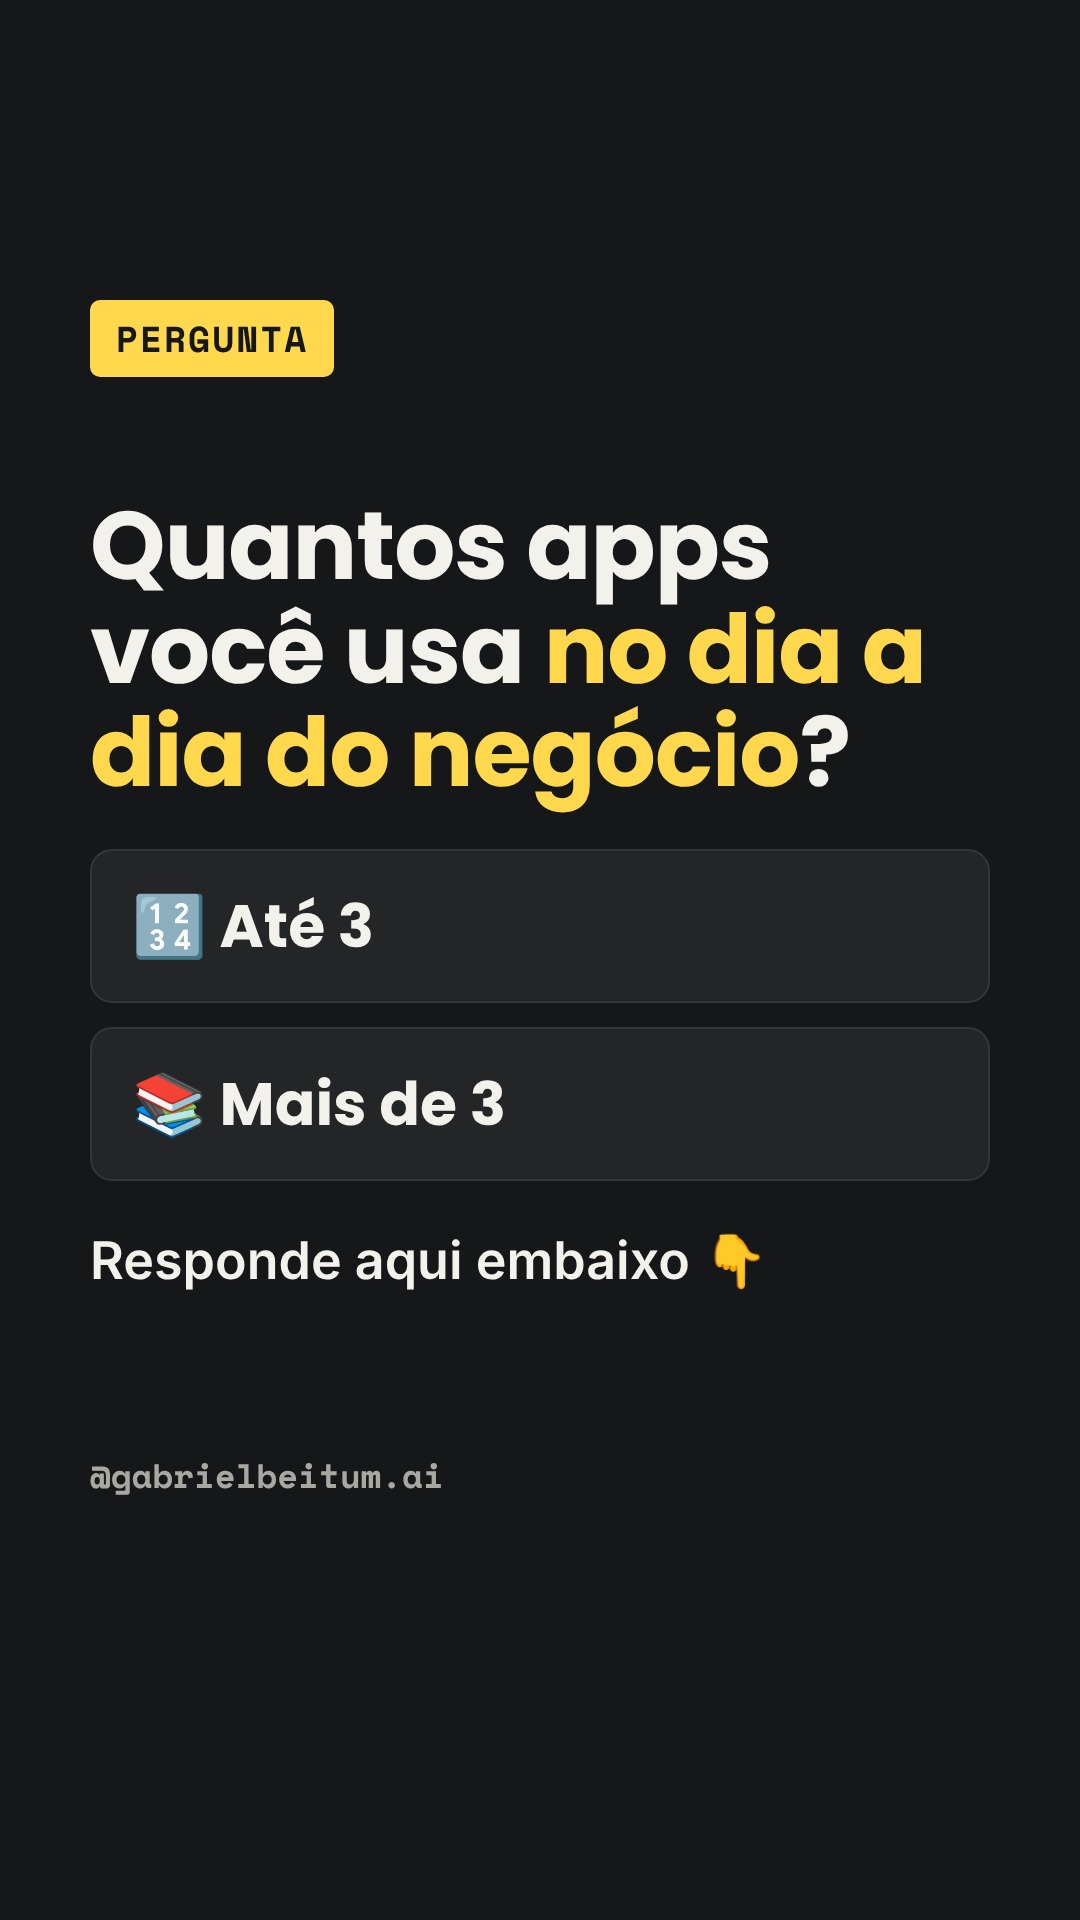 PERGUNTA
Quantos apps
você usa no dia a
dia do negócio?
🔢 Até 3
📚 Mais de 3
Responde aqui embaixo 👇
@gabrielbeitum.ai